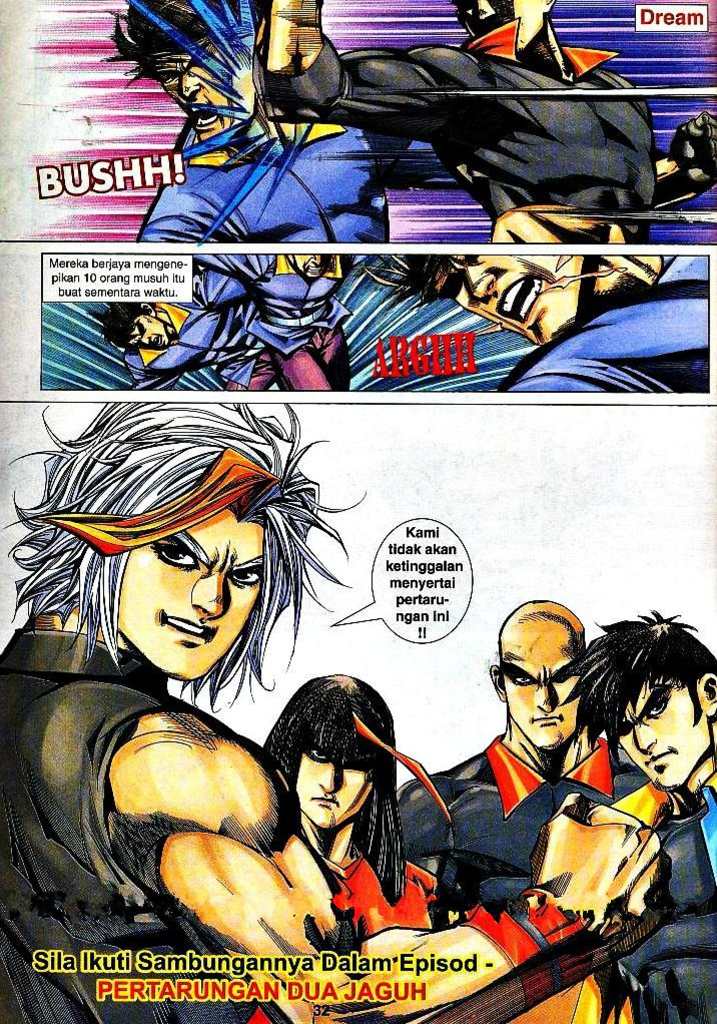 Dream
BUSHH!
Mereka berjaya mengene-
pikan 10 orang musuh itu
buat sementara waktu.
ARGHH
Kami
tidak akan
ketinggalan
menyertai
pertaru-
ngan ini
!!
Sila Ikuti Sambungannya Dalam Episod -
PERTARUNGAN DUA JAGUH
32